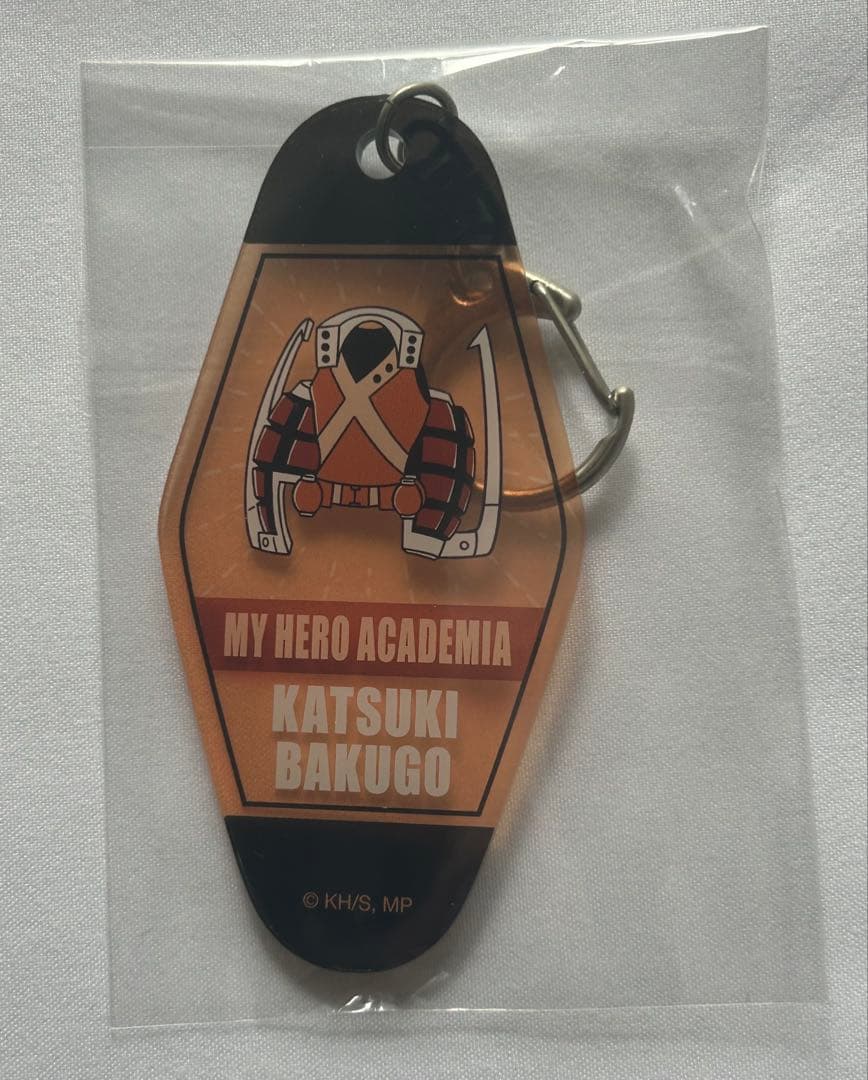 MY HERO ACADEMIA
KATSUKI
BAKUGO
© KH/S, MP